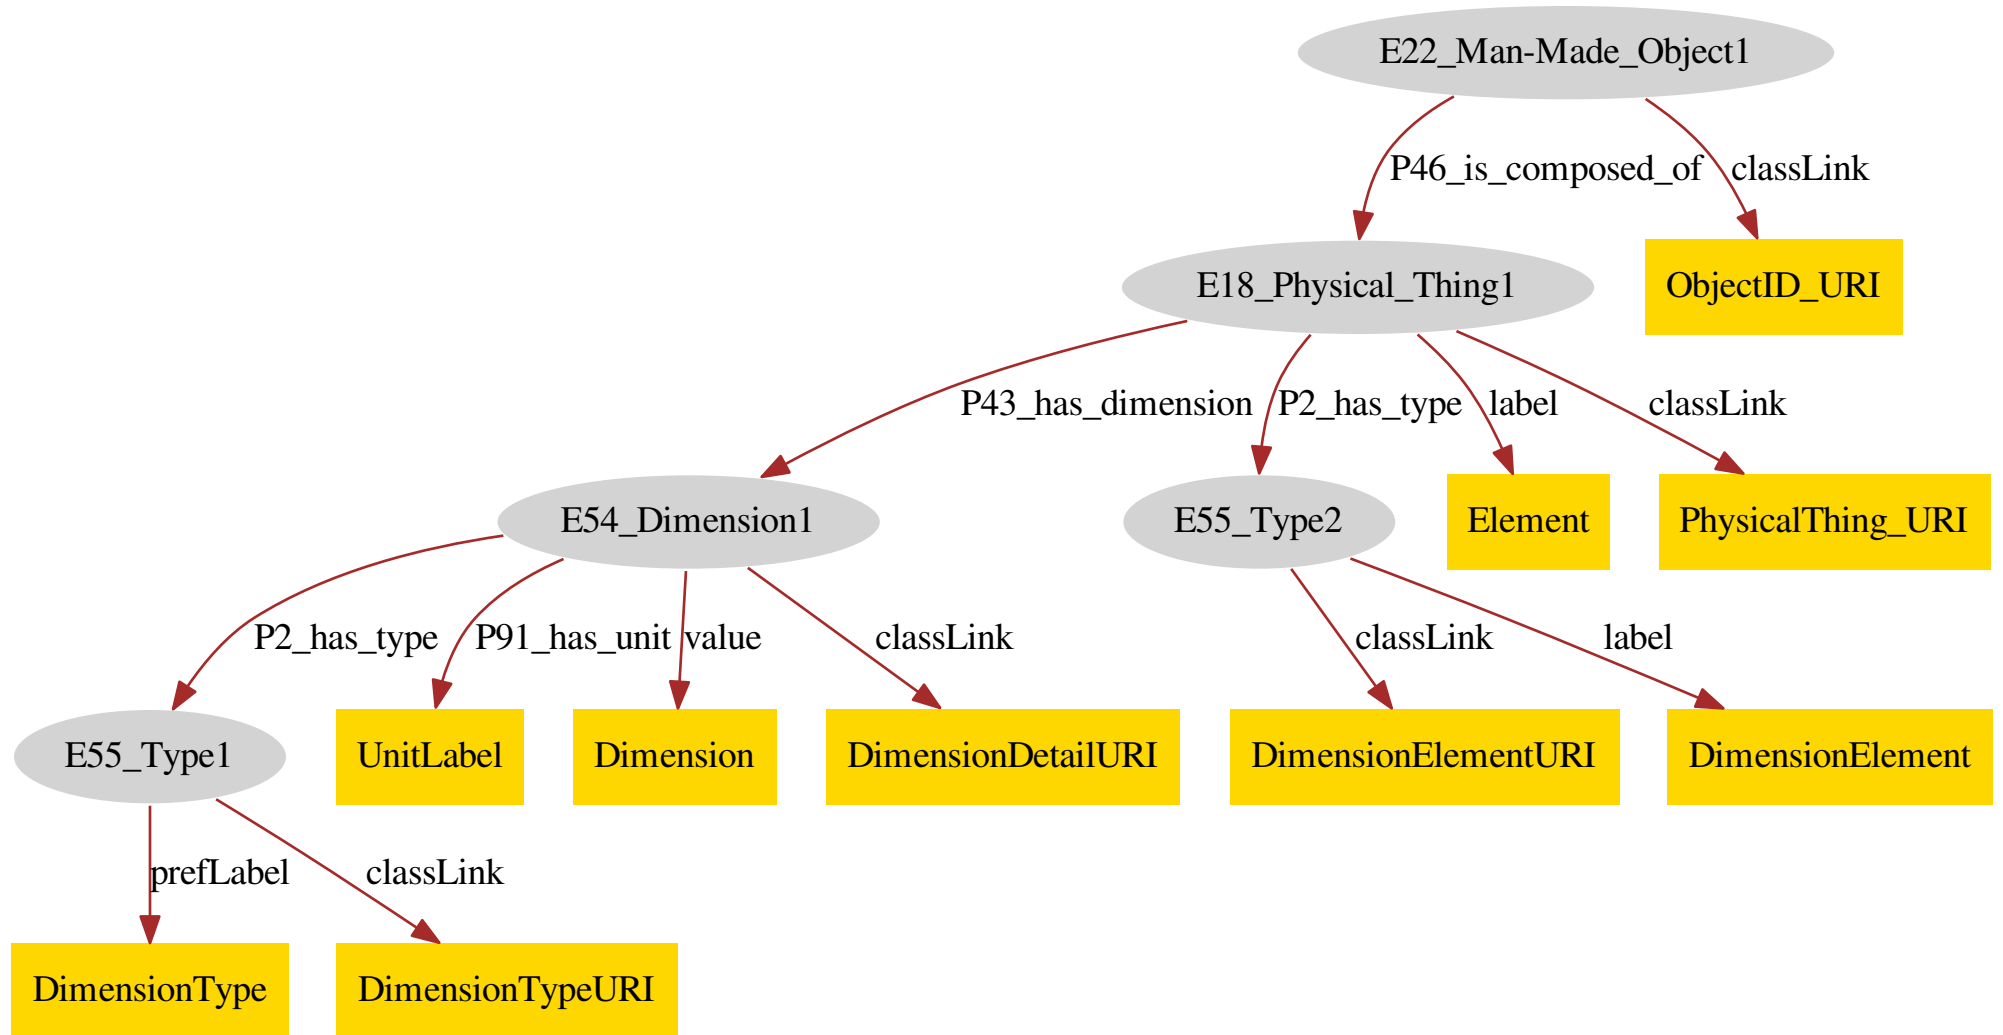 E22_Man-Made_Object1
P46_is_composed_of
classLink
E18_Physical_Thing1
ObjectID_URI
P43_has_dimension
P2_has_type
label
classLink
E54_Dimension1
E55_Type2
Element
PhysicalThing_URI
P2_has_type
P91_has_unit
value
classLink
classLink
label
E55_Type1
UnitLabel
Dimension
DimensionDetailURI
DimensionElementURI
DimensionElement
prefLabel
classLink
DimensionType
DimensionTypeURI